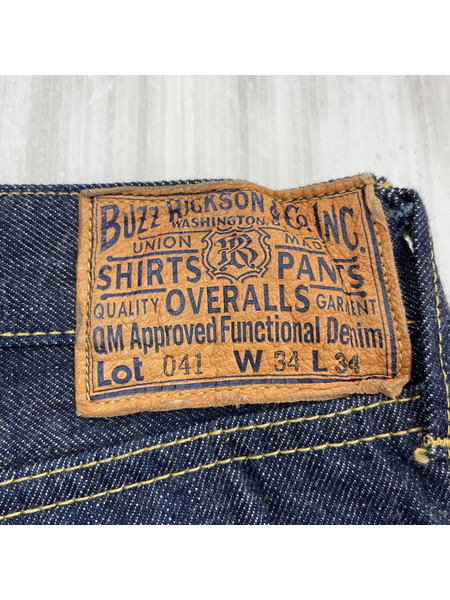 BUZZ RICKSON & CO. INC.
WASHINGTON
UNION BR MADE
SHIRTS PANTS
QUALITY OVERALLS GARMENT
QM Approved Functional Denim
Lot 041 W 34 L 34